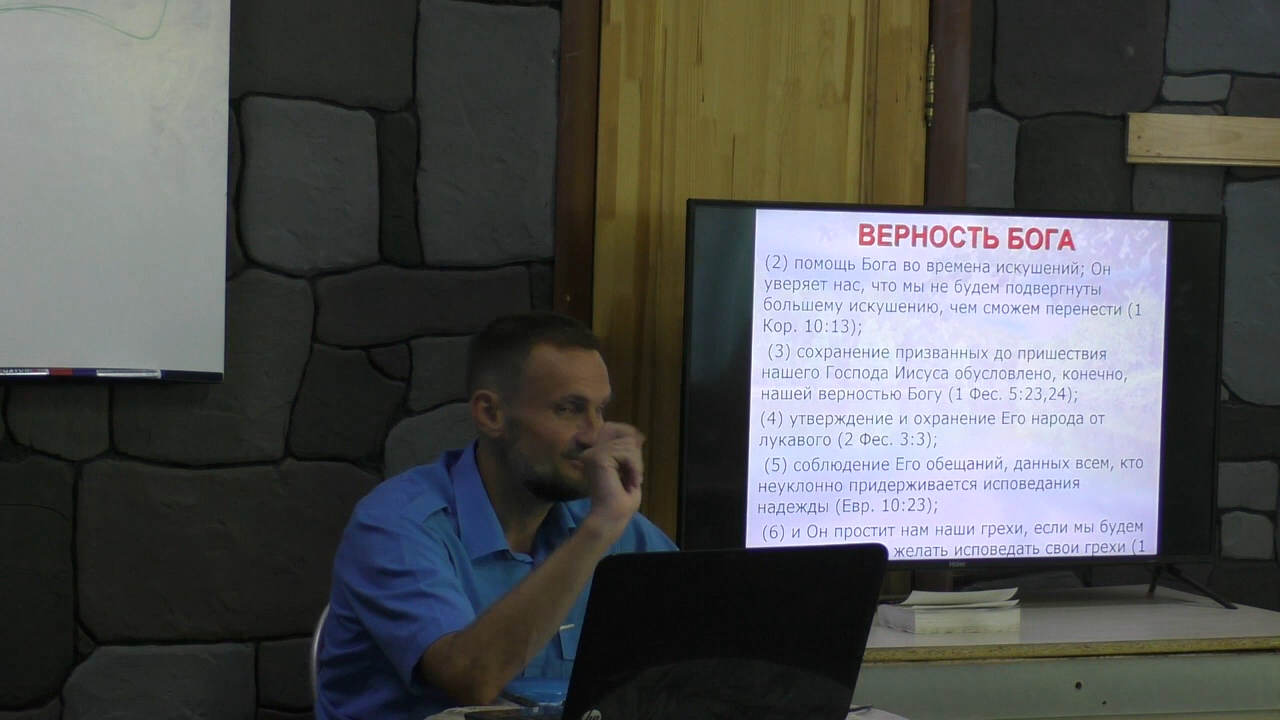 ВЕРНОСТЬ БОГА
(2) помощь Бога во времена искушений; Он
уверяет нас, что мы не будем подвергнуты
большему искушению, чем сможем перенести (1
Кор. 10:13);
(3) сохранение призванных до пришествия
нашего Господа Иисуса обусловлено, конечно,
нашей верностью Богу (1 Фес. 5:23,24);
(4) утверждение и охранение Его народа от
лукавого (2 Фес. 3:3);
(5) соблюдение Его обещаний, данных всем, кто
неуклонно придерживается исповедания
надежды (Евр. 10:23);
(6) и Он простит нам наши грехи, если мы будем
желать исповедать свои грехи (1
Haier
hp